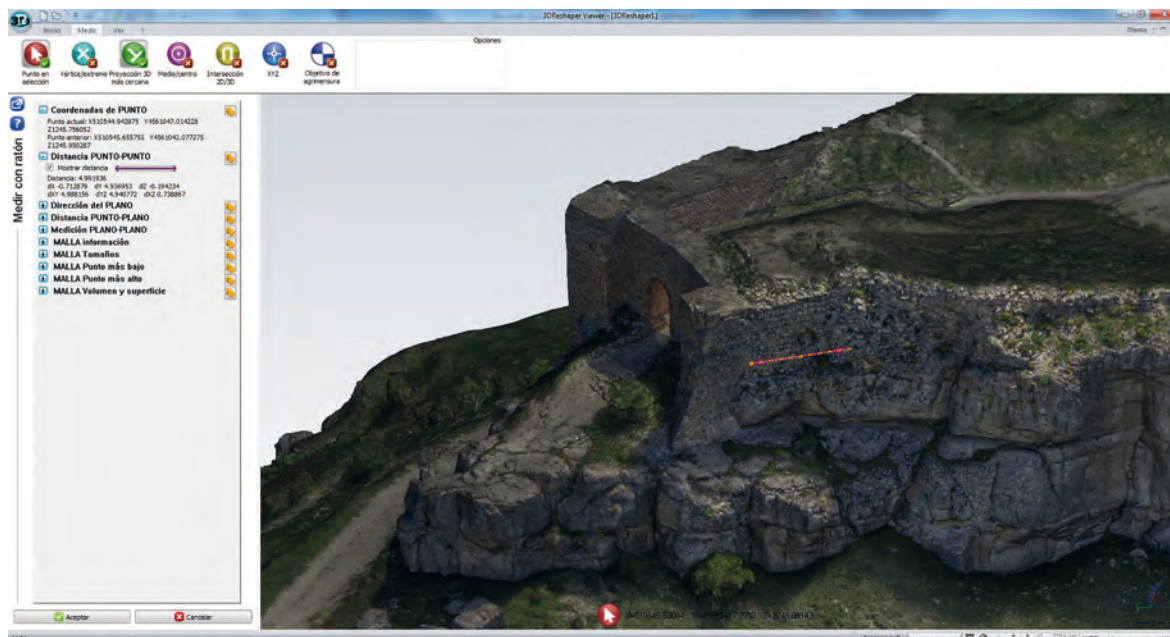 3DReshaper Viewer - [3DReshaper1]
3D
Inicio Medir Ver ?
Opciones
Punto en selección
Vértice/extremo
Proyección 3D más cercana
Medio/centro
Intersección 2D/3D
XYZ
Objetivo de agrimensura
Medir con ratón
?
Coordenadas de PUNTO
Punto actual: X510544.942875 Y4561047.014228
Z1245.756052
Punto anterior: X510545.655755 Y4561042.077275
Z1245.950287
Distancia PUNTO-PUNTO
Mostrar distancia
Distancia: 4.991936
dX -0.712879 dY 4.936953 dZ -0.194234
dXY 4.988156 dYZ 4.940772 dXZ 0.738867
Dirección del PLANO
Distancia PUNTO-PLANO
Medición PLANO-PLANO
MALLA información
MALLA Tamaños
MALLA Punto más bajo
MALLA Punto más alto
MALLA Volumen y superficie
Aceptar
Cancelar